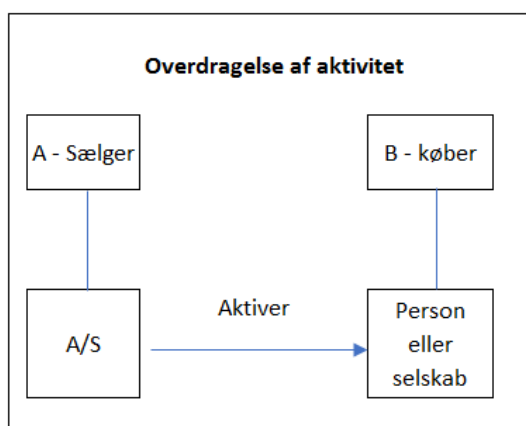 Overdragelse af aktivitet
A - Sælger
B - køber
A/S
Aktiver
Person
eller
selskab